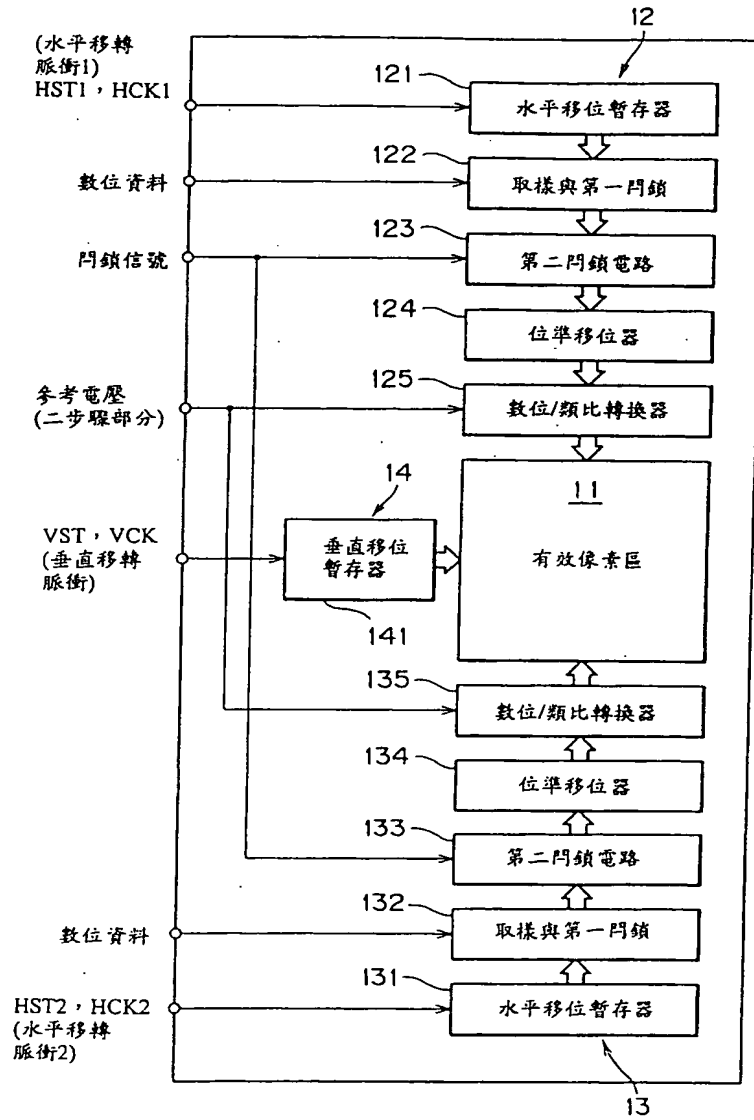 (水平移轉
脈衝1)
HST1，HCK1
12
121
水平移位暫存器
122
數位資料
取樣與第一閂鎖
123
閂鎖信號
第二閂鎖電路
124
位準移位器
125
參考電壓
(二步驟部分)
數位/類比轉換器
11
有效像素區
14
VST，VCK
(垂直移轉
脈衝)
垂直移位
暫存器
141
135
數位/類比轉換器
134
位準移位器
133
第二閂鎖電路
132
數位資料
取樣與第一閂鎖
131
HST2，HCK2
(水平移轉
脈衝2)
水平移位暫存器
13